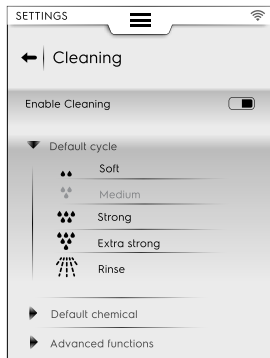 SETTINGS
Cleaning
Enable Cleaning
Default cycle
Soft
Medium
Strong
Extra strong
Rinse
Default chemical
Advanced functions